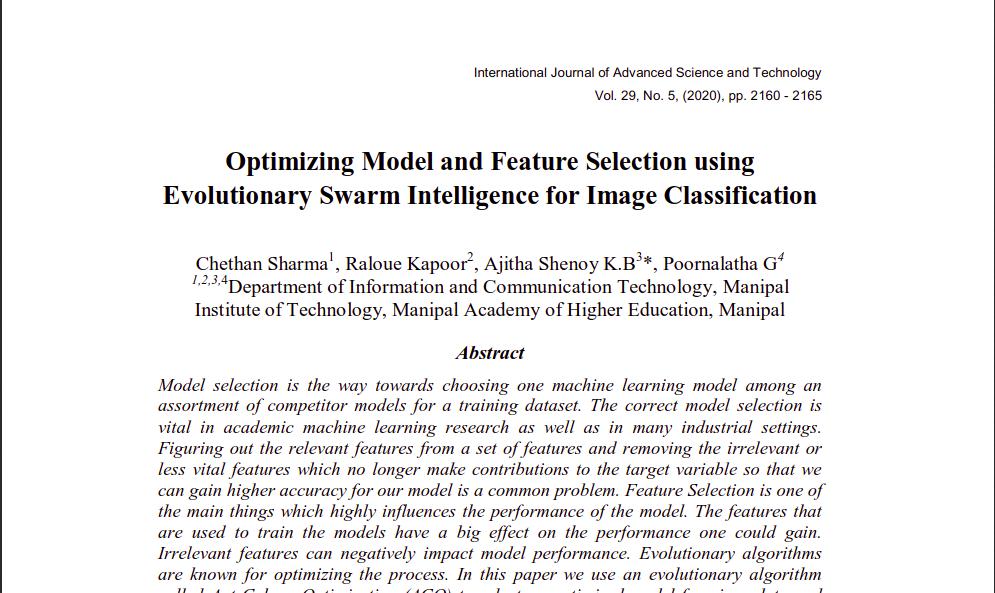 International Journal of Advanced Science and Technology
Vol. 29, No. 5, (2020), pp. 2160 - 2165
Optimizing Model and Feature Selection using
Evolutionary Swarm Intelligence for Image Classification
Chethan Sharma1, Raloue Kapoor2, Ajitha Shenoy K.B3*, Poornalatha G4
1,2,3,4Department of Information and Communication Technology, Manipal
Institute of Technology, Manipal Academy of Higher Education, Manipal
Abstract
Model selection is the way towards choosing one machine learning model among an
assortment of competitor models for a training dataset. The correct model selection is
vital in academic machine learning research as well as in many industrial settings.
Figuring out the relevant features from a set of features and removing the irrelevant or
less vital features which no longer make contributions to the target variable so that we
can gain higher accuracy for our model is a common problem. Feature Selection is one of
the main things which highly influences the performance of the model. The features that
are used to train the models have a big effect on the performance one could gain.
Irrelevant features can negatively impact model performance. Evolutionary algorithms
are known for optimizing the process. In this paper we use an evolutionary algorithm